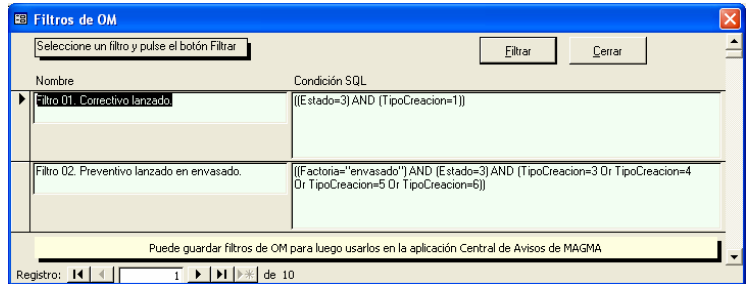 Filtros de OM
Seleccione un filtro y pulse el botón Filtrar
Filtrar
Cerrar
Nombre
Condición SQL
Filtro 01. Correctivo lanzado.
((Estado=3) AND (TipoCreacion=1))
Filtro 02. Preventivo lanzado en envasado.
((Factoria="envasado") AND (Estado=3) AND (TipoCreacion=3 Or TipoCreacion=4
Or TipoCreacion=5 Or TipoCreacion=6))
Puede guardar filtros de OM para luego usarlos en la aplicación Central de Avisos de MAGMA
Registro: 1 de 10